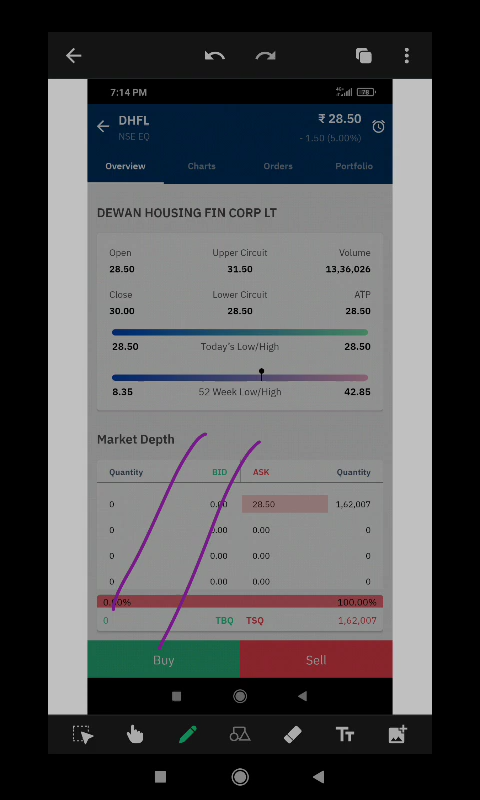 7:14 PM 4G+ 78
DHFL ₹ 28.50
NSE EQ - 1.50 (5.00%)
Overview Charts Orders Portfolio
DEWAN HOUSING FIN CORP LT
Open Upper Circuit Volume
28.50 31.50 13,36,026
Close Lower Circuit ATP
30.00 28.50 28.50
28.50 Today's Low/High 28.50
8.35 52 Week Low/High 42.85
Market Depth
Quantity BID ASK Quantity
0 0.00 28.50 1,62,007
0 0.00 0.00 0
0 0.00 0.00 0
0 0.00 0.00 0
0.00% 100.00%
0 TBQ TSQ 1,62,007
Buy Sell
TT